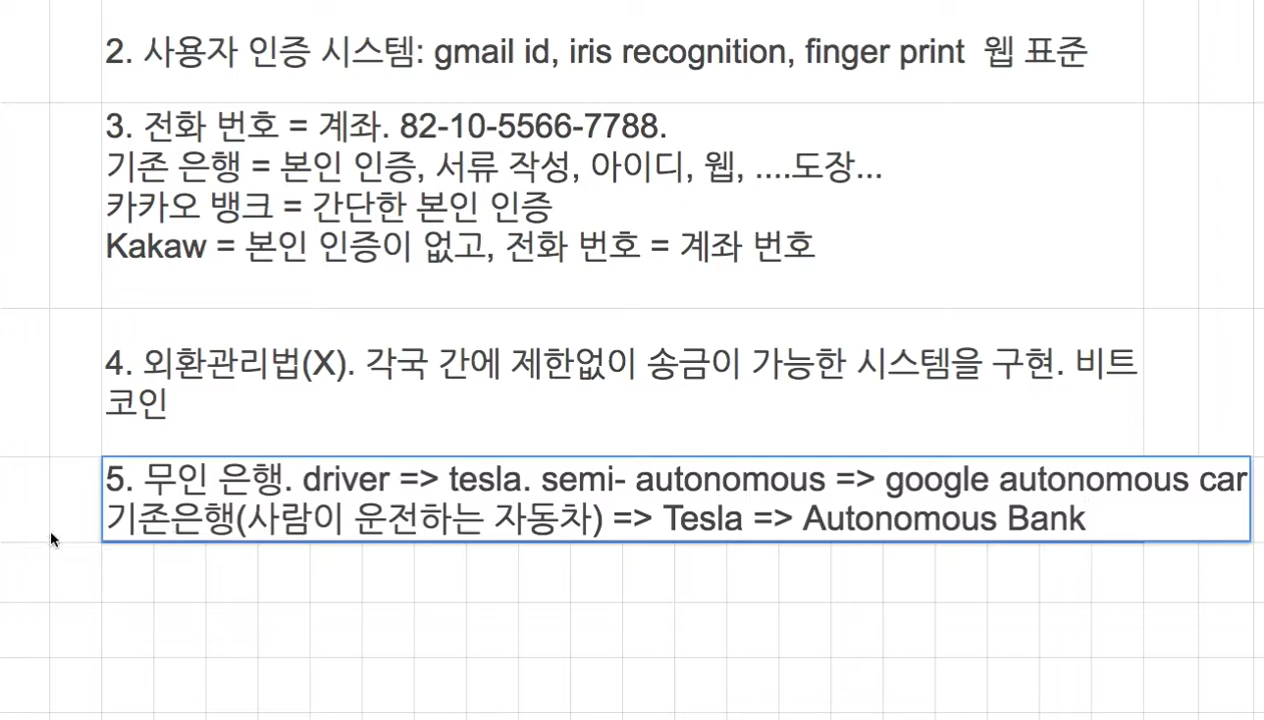 2. 사용자 인증 시스템: gmail id, iris recognition, finger print 웹 표준
3. 전화 번호 = 계좌. 82-10-5566-7788.
기존 은행 = 본인 인증, 서류 작성, 아이디, 웹, ....도장...
카카오 뱅크 = 간단한 본인 인증
Kakaw = 본인 인증이 없고, 전화 번호 = 계좌 번호
4. 외환관리법(X). 각국 간에 제한없이 송금이 가능한 시스템을 구현. 비트
코인
5. 무인 은행. driver => tesla. semi- autonomous => google autonomous car
기존은행(사람이 운전하는 자동차) => Tesla => Autonomous Bank